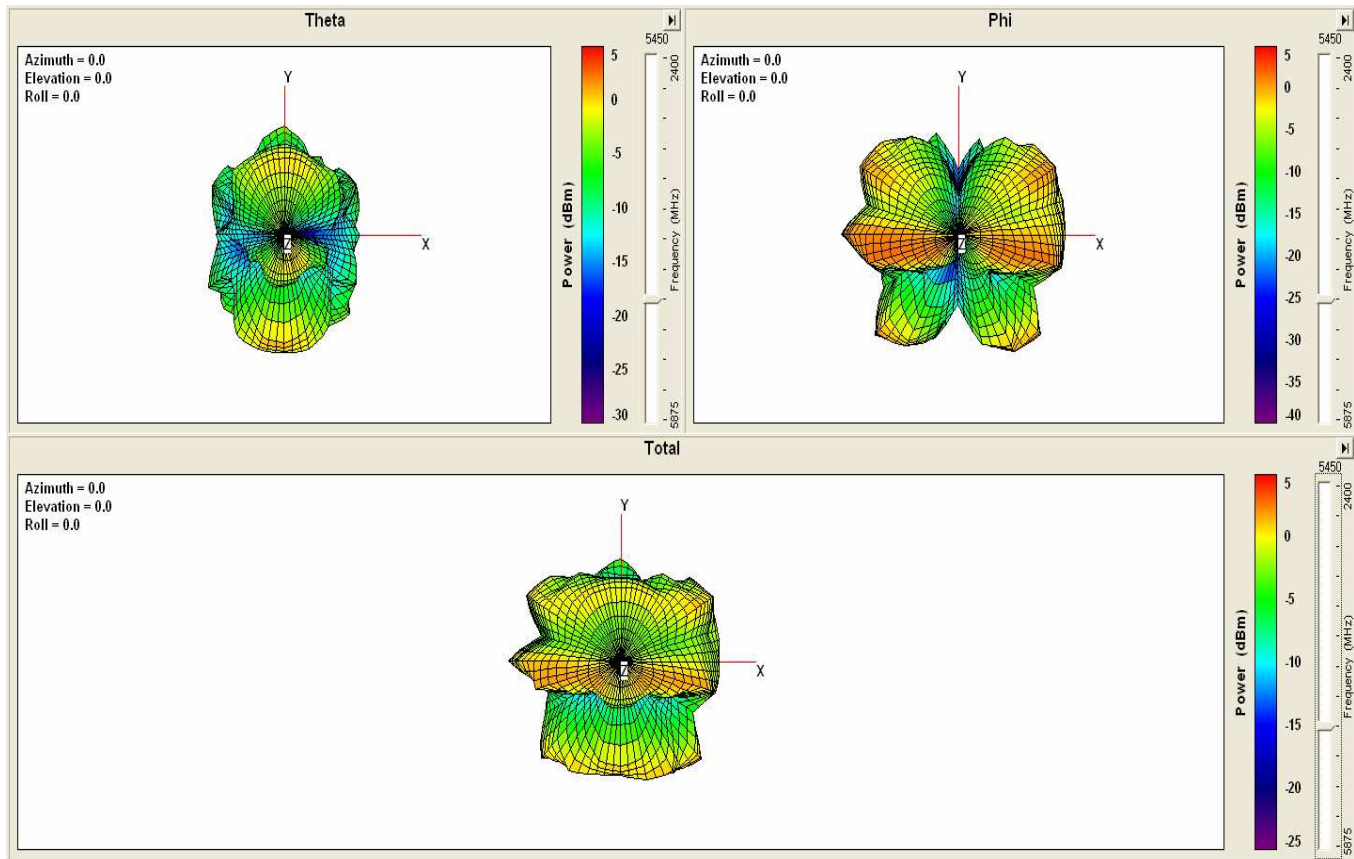 Theta
Azimuth = 0.0
Elevation = 0.0
Roll = 0.0
Y
X
Z
5
0
-5
-10
-15
-20
-25
-30
Power (dBm)
5450
2400
Frequency (MHz)
5875
Phi
Azimuth = 0.0
Elevation = 0.0
Roll = 0.0
Y
X
Z
5
0
-5
-10
-15
-20
-25
-30
-35
-40
Power (dBm)
5450
2400
Frequency (MHz)
5875
Total
Azimuth = 0.0
Elevation = 0.0
Roll = 0.0
Y
X
Z
5
0
-5
-10
-15
-20
-25
Power (dBm)
5450
2400
Frequency (MHz)
5875